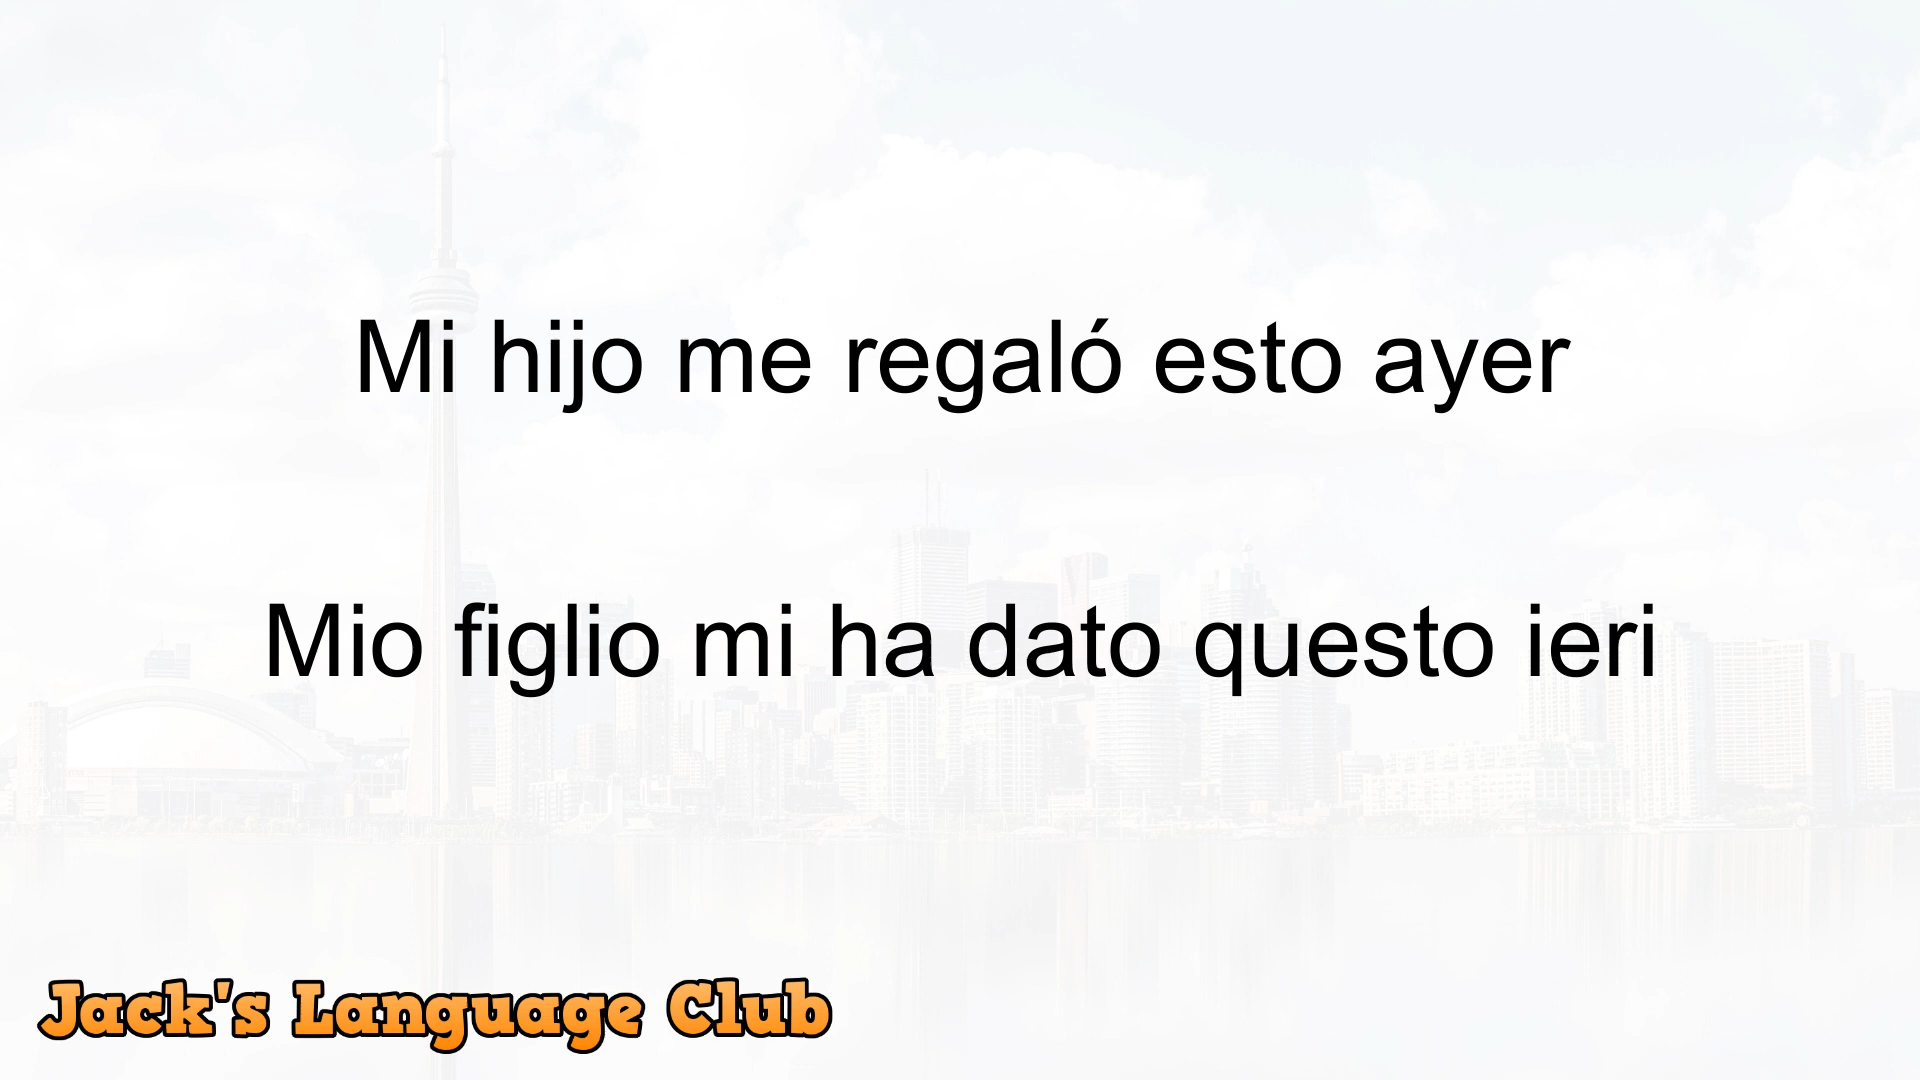 Mi hijo me regaló esto ayer
Mio figlio mi ha dato questo ieri
Jack's Language Club